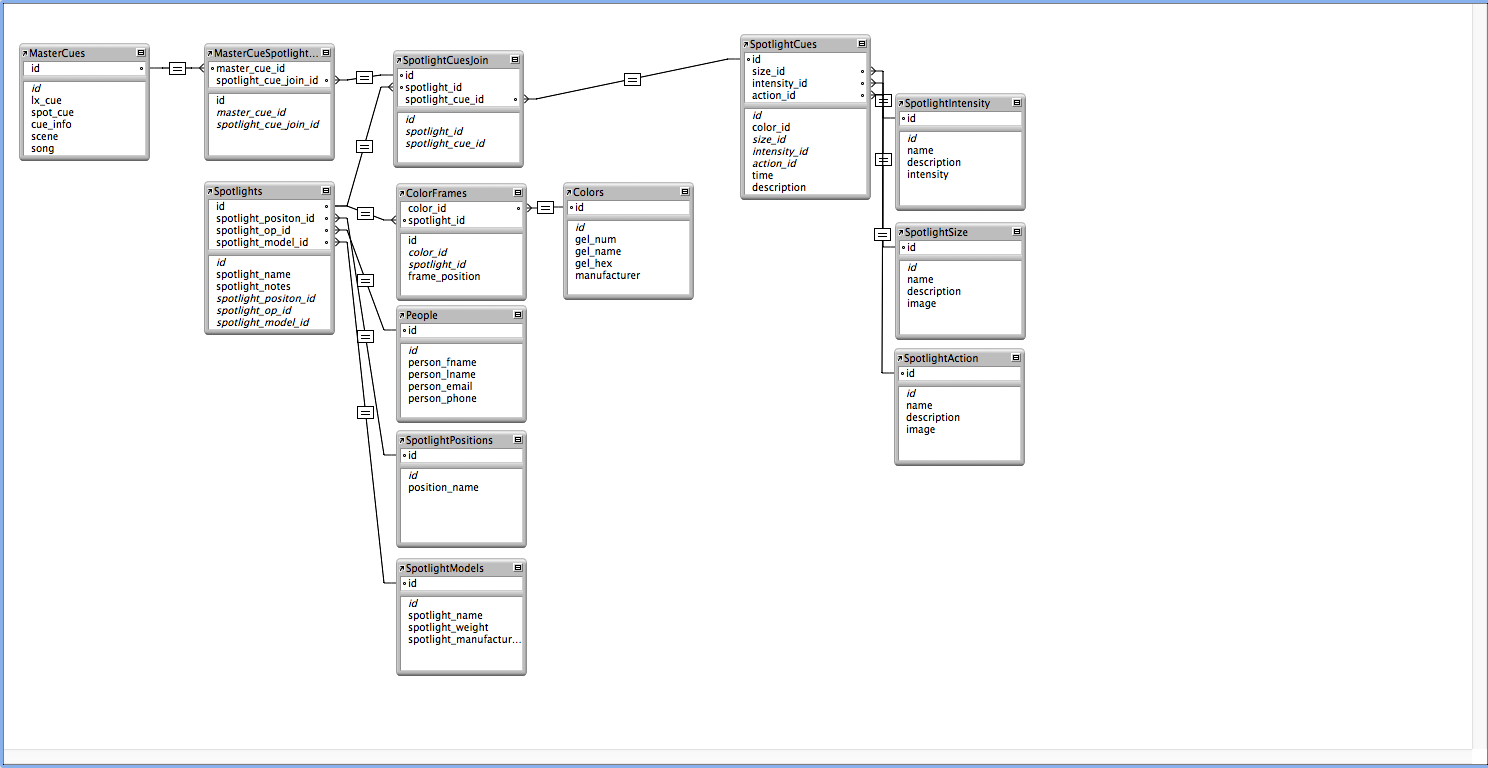 MasterCues
id
id
lx_cue
spot_cue
cue_info
scene
song
MasterCueSpotlight...
master_cue_id
spotlight_cue_join_id
id
master_cue_id
spotlight_cue_join_id
SpotlightCuesJoin
id
spotlight_id
spotlight_cue_id
id
spotlight_id
spotlight_cue_id
SpotlightCues
id
size_id
intensity_id
action_id
id
color_id
size_id
intensity_id
action_id
time
description
SpotlightIntensity
id
id
name
description
intensity
Spotlights
id
spotlight_positon_id
spotlight_op_id
spotlight_model_id
id
spotlight_name
spotlight_notes
spotlight_positon_id
spotlight_op_id
spotlight_model_id
ColorFrames
color_id
spotlight_id
id
color_id
spotlight_id
frame_position
Colors
id
id
gel_num
gel_name
gel_hex
manufacturer
SpotlightSize
id
id
name
description
image
People
id
id
person_fname
person_lname
person_email
person_phone
SpotlightAction
id
id
name
description
image
SpotlightPositions
id
id
position_name
SpotlightModels
id
id
spotlight_name
spotlight_weight
spotlight_manufactur...